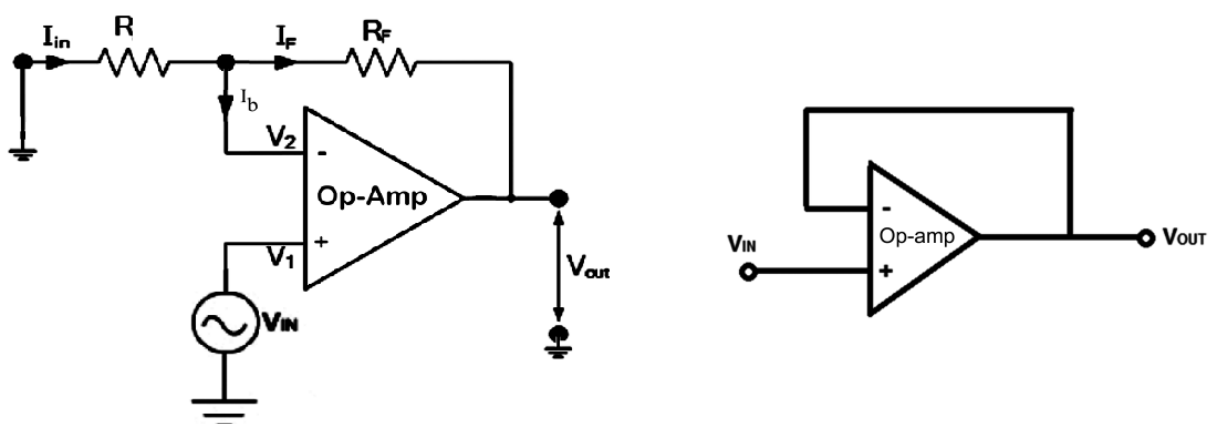 Iin R IF RF
Ib
V2
-
Op-Amp
V1
+
VIN
Vout
-
Op-amp
VIN
+
VOUT